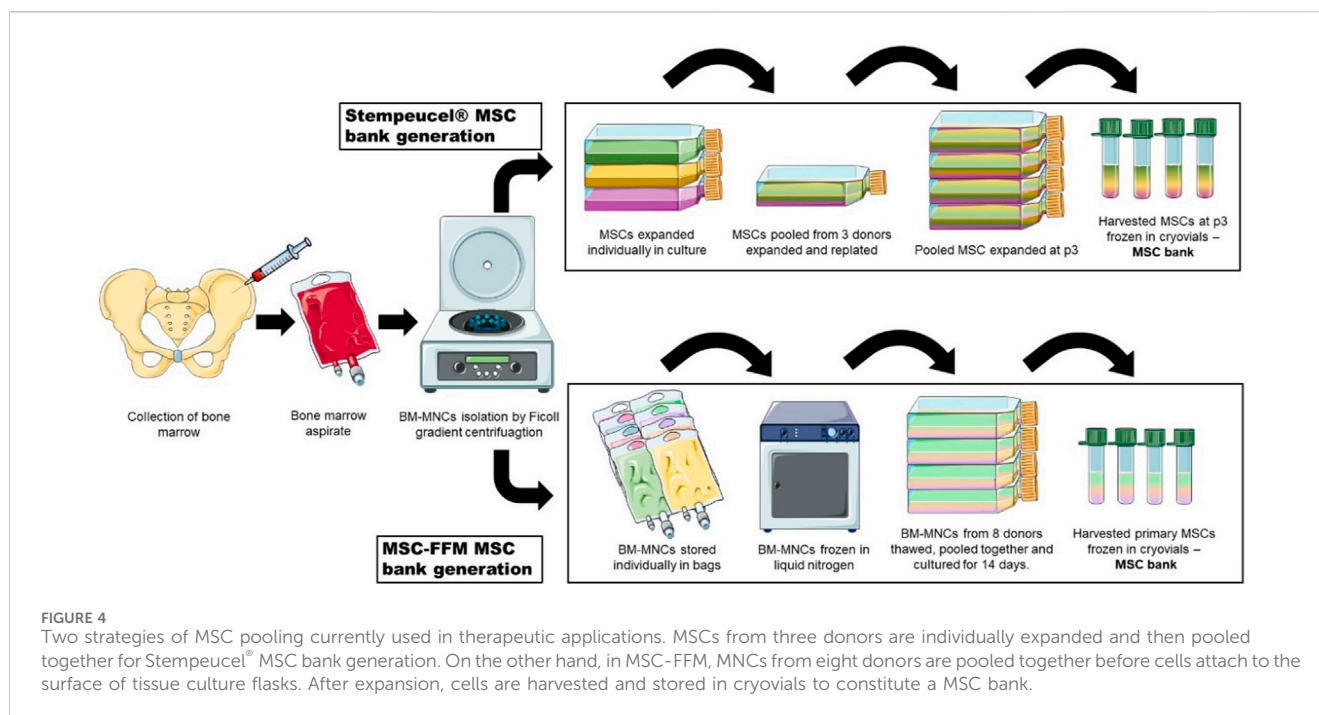 Stempeucel® MSC
bank generation
MSCs expanded
individually in culture
MSCs pooled from 3 donors
expanded and replated
Pooled MSC expanded at p3
Harvested MSCs at p3
frozen in cryovials –
MSC bank
Collection of bone
marrow
Bone marrow
aspirate
BM-MNCs isolation by Ficoll
gradient centrifuagtion
MSC-FFM MSC
bank generation
BM-MNCs stored
individually in bags
BM-MNCs frozen in
liquid nitrogen
BM-MNCs from 8 donors
thawed, pooled together and
cultured for 14 days.
Harvested primary MSCs
frozen in cryovials –
MSC bank
FIGURE 4
Two strategies of MSC pooling currently used in therapeutic applications. MSCs from three donors are individually expanded and then pooled
together for Stempeucel® MSC bank generation. On the other hand, in MSC-FFM, MNCs from eight donors are pooled together before cells attach to the
surface of tissue culture flasks. After expansion, cells are harvested and stored in cryovials to constitute a MSC bank.